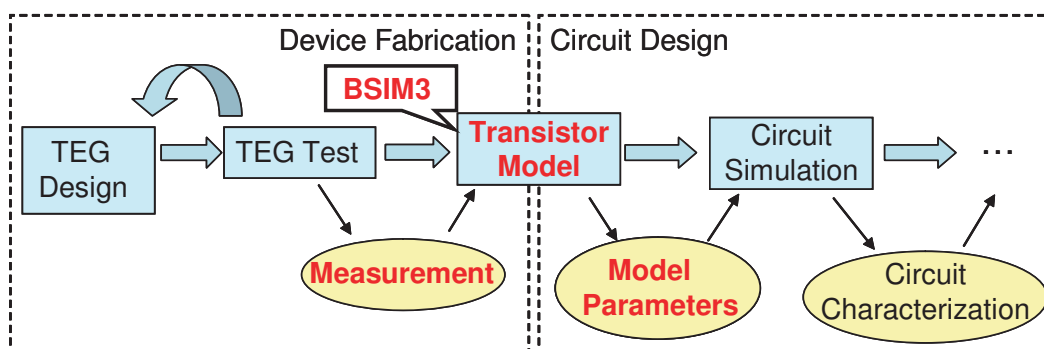 Device Fabrication
Circuit Design
BSIM3
TEG
Design
TEG Test
Transistor
Model
Circuit
Simulation
...
Measurement
Model
Parameters
Circuit
Characterization